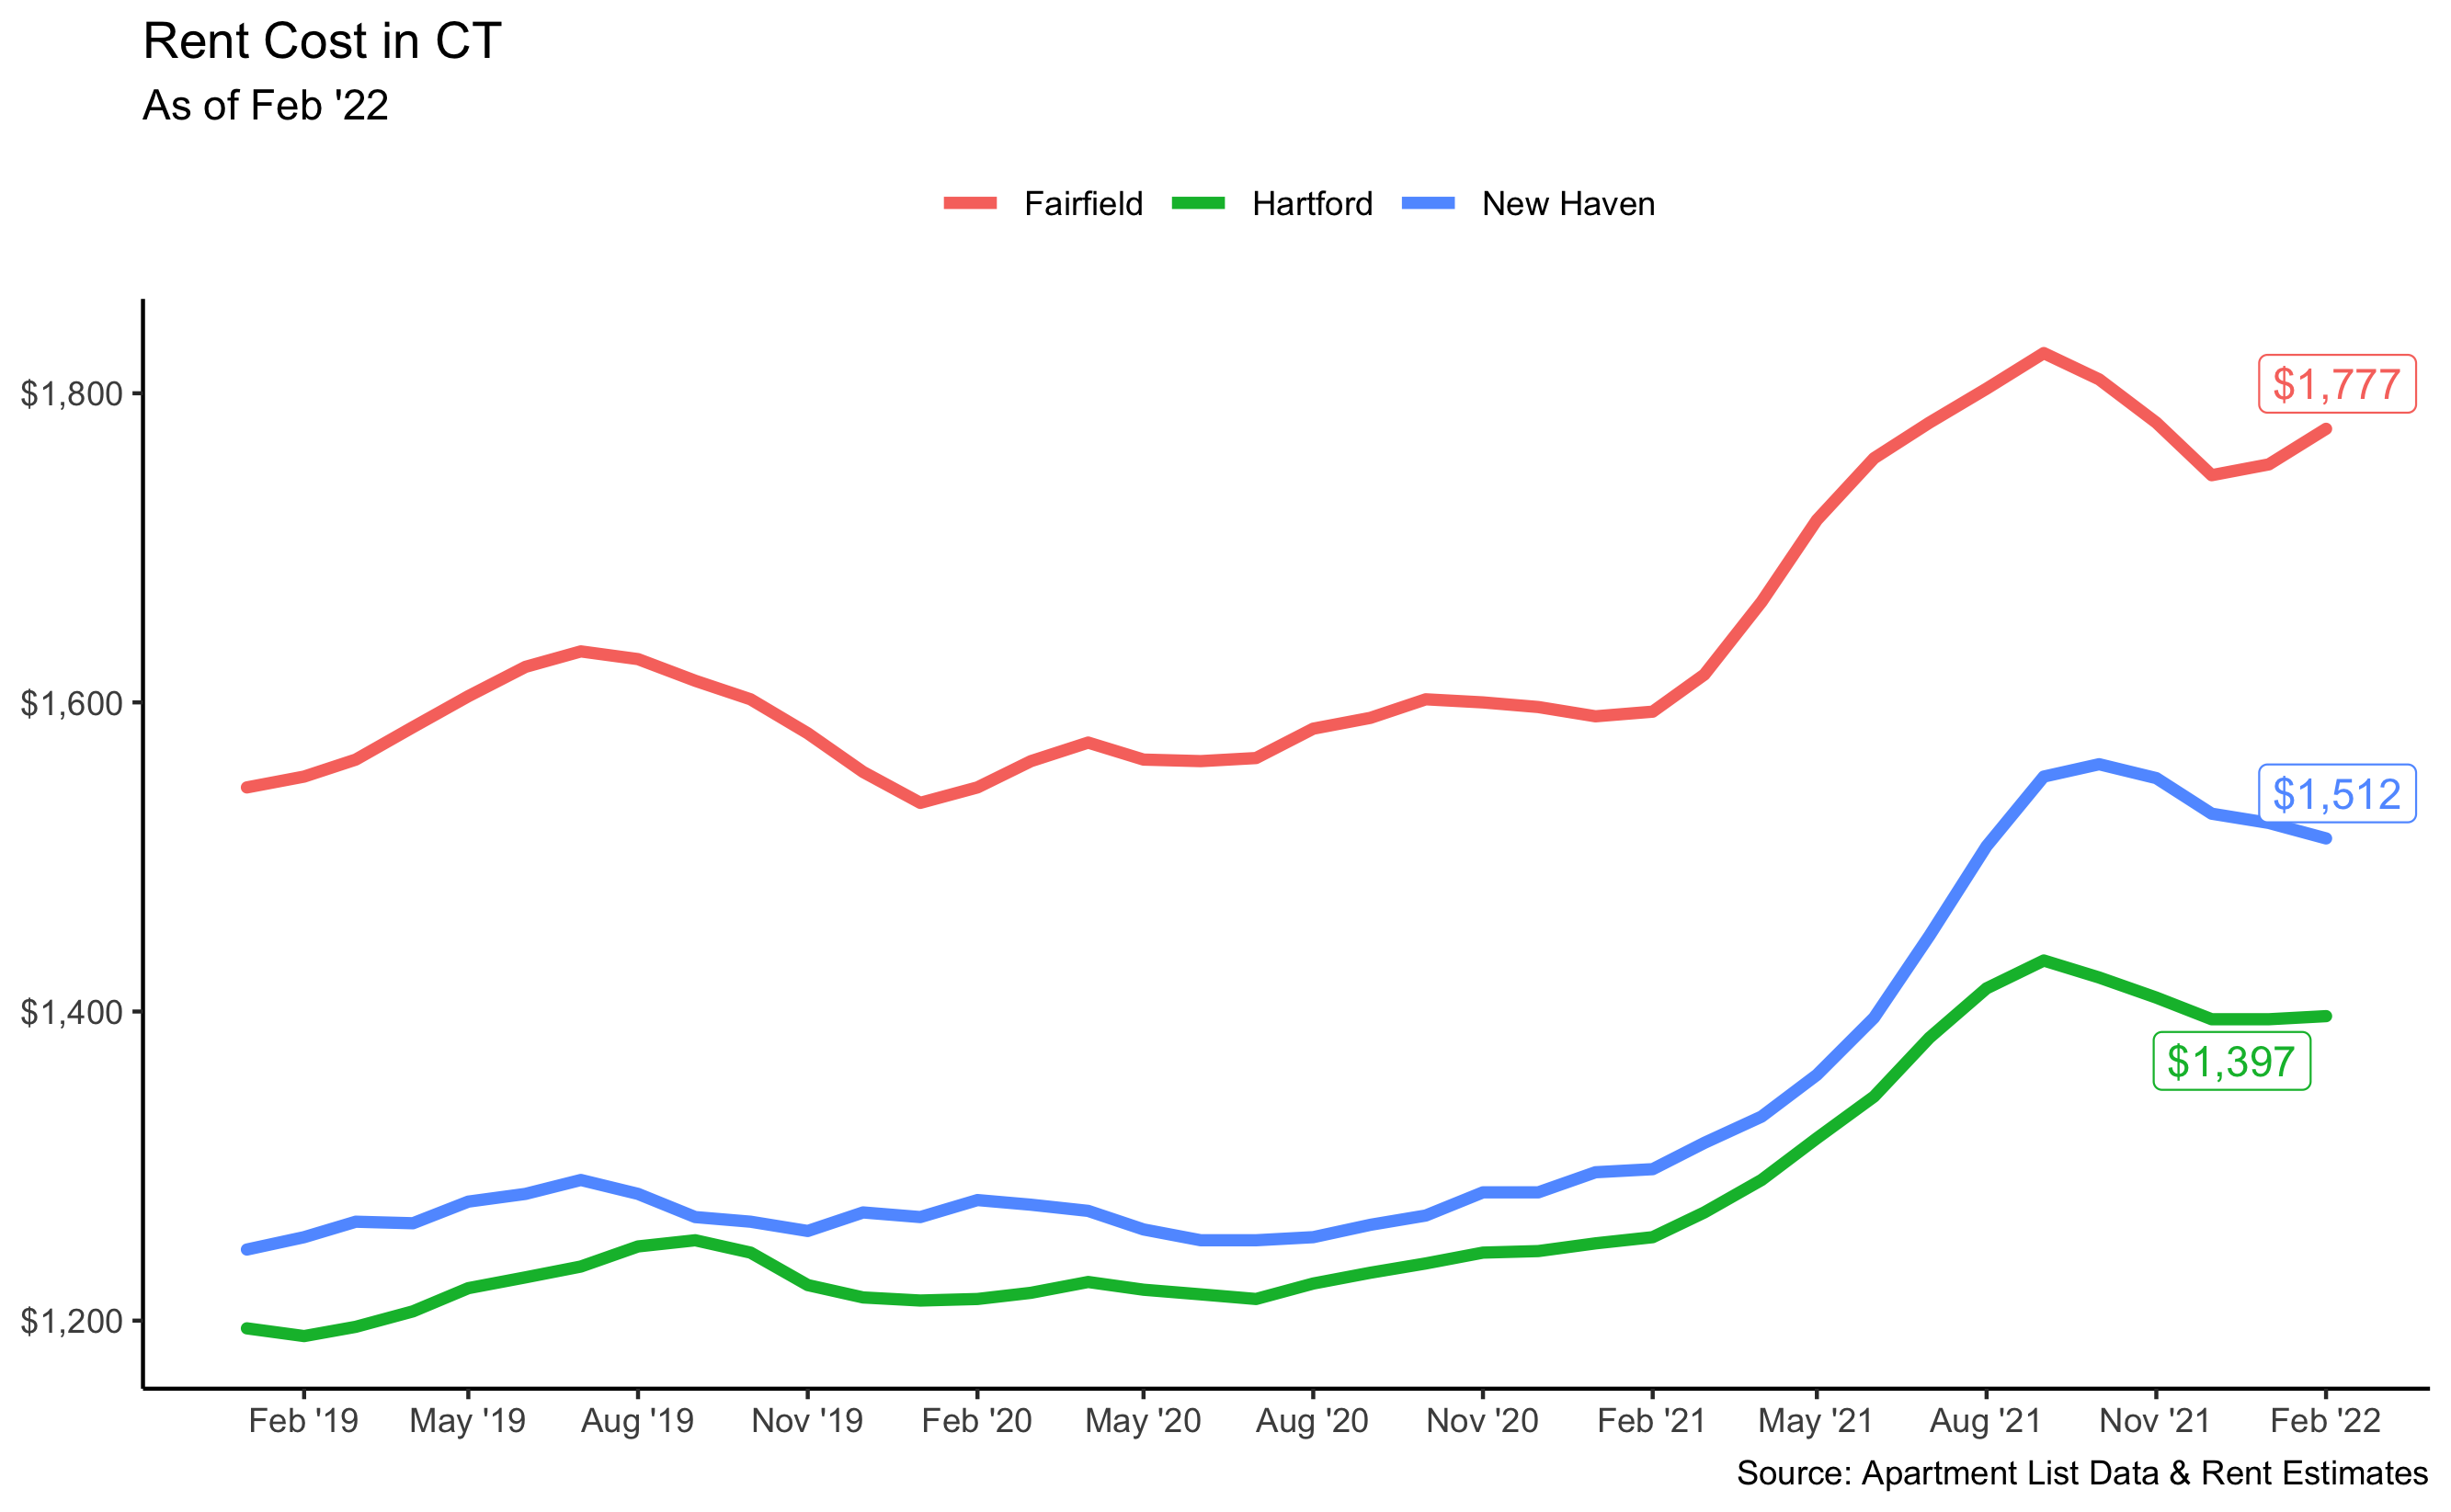 Rent Cost in CT
As of Feb '22
Fairfield Hartford New Haven
$1,800
$1,777
$1,600
$1,512
$1,400
$1,397
$1,200
Feb '19 May '19 Aug '19 Nov '19 Feb '20 May '20 Aug '20 Nov '20 Feb '21 May '21 Aug '21 Nov '21 Feb '22
Source: Apartment List Data & Rent Estimates